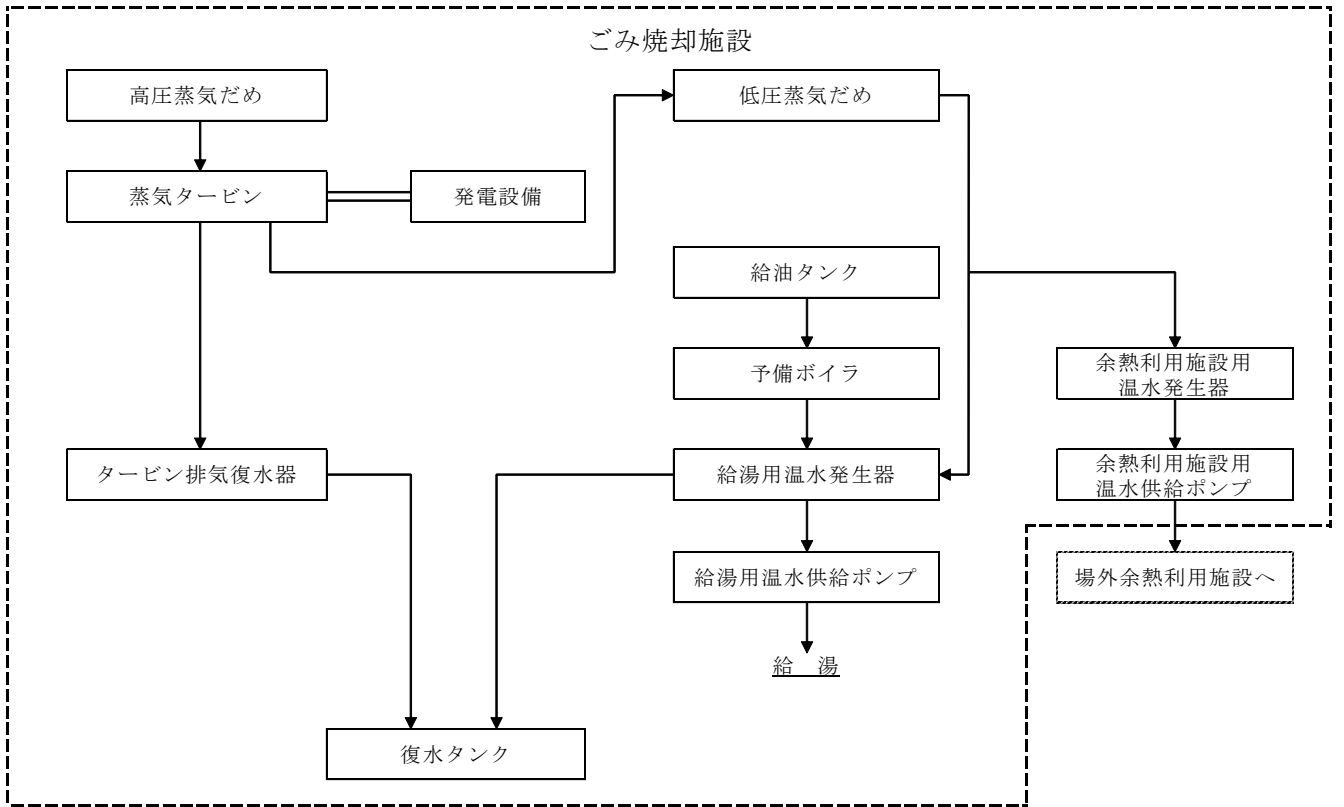 ごみ焼却施設
高圧蒸気だめ
低圧蒸気だめ
蒸気タービン
発電設備
給油タンク
予備ボイラ
余熱利用施設用
温水発生器
タービン排気復水器
給湯用温水発生器
余熱利用施設用
温水供給ポンプ
給湯用温水供給ポンプ
場外余熱利用施設へ
給　湯
復水タンク